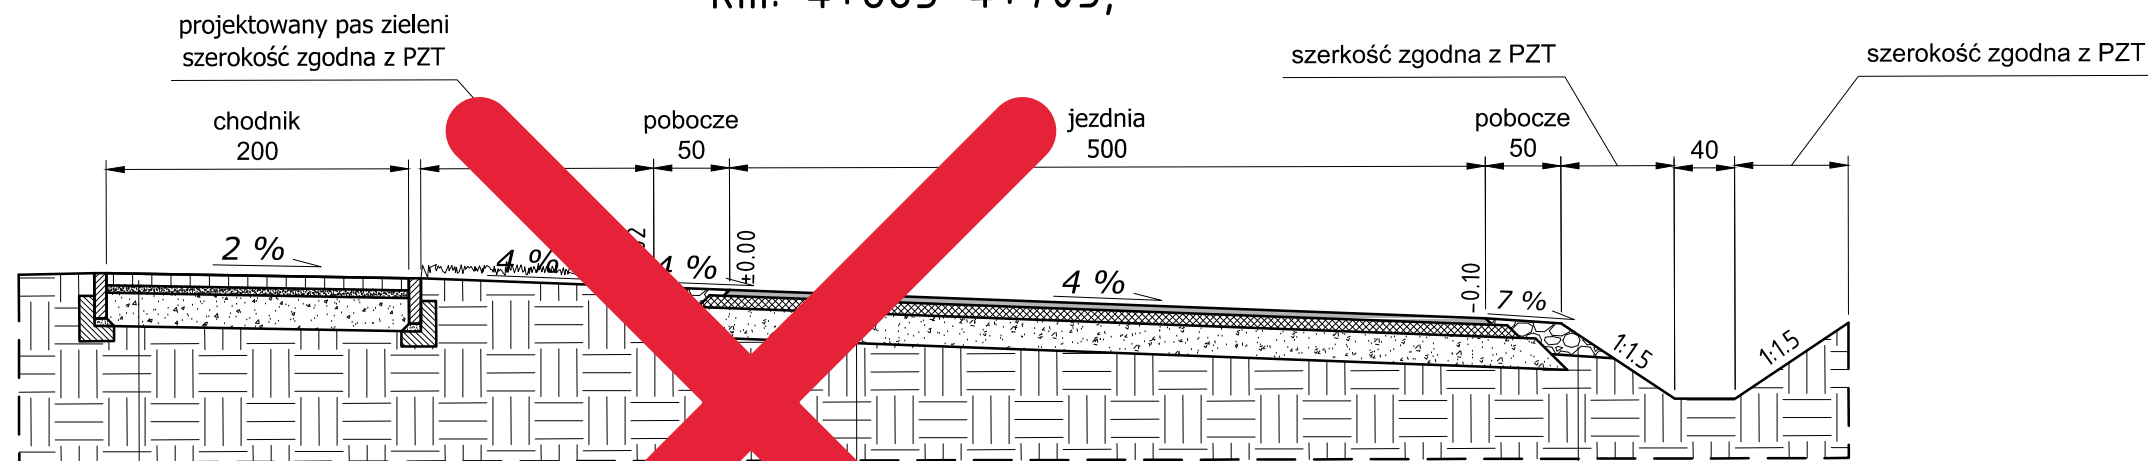 projektowany pas zieleni
szerokość zgodna z PZT
szerkość zgodna z PZT
szerokość zgodna z PZT
chodnik
200
pobocze
50
jezdnia
500
pobocze
50
40
2 %
4 %
4 %
±0.00
4 %
-0.10
7 %
1:1.5
1:1.5